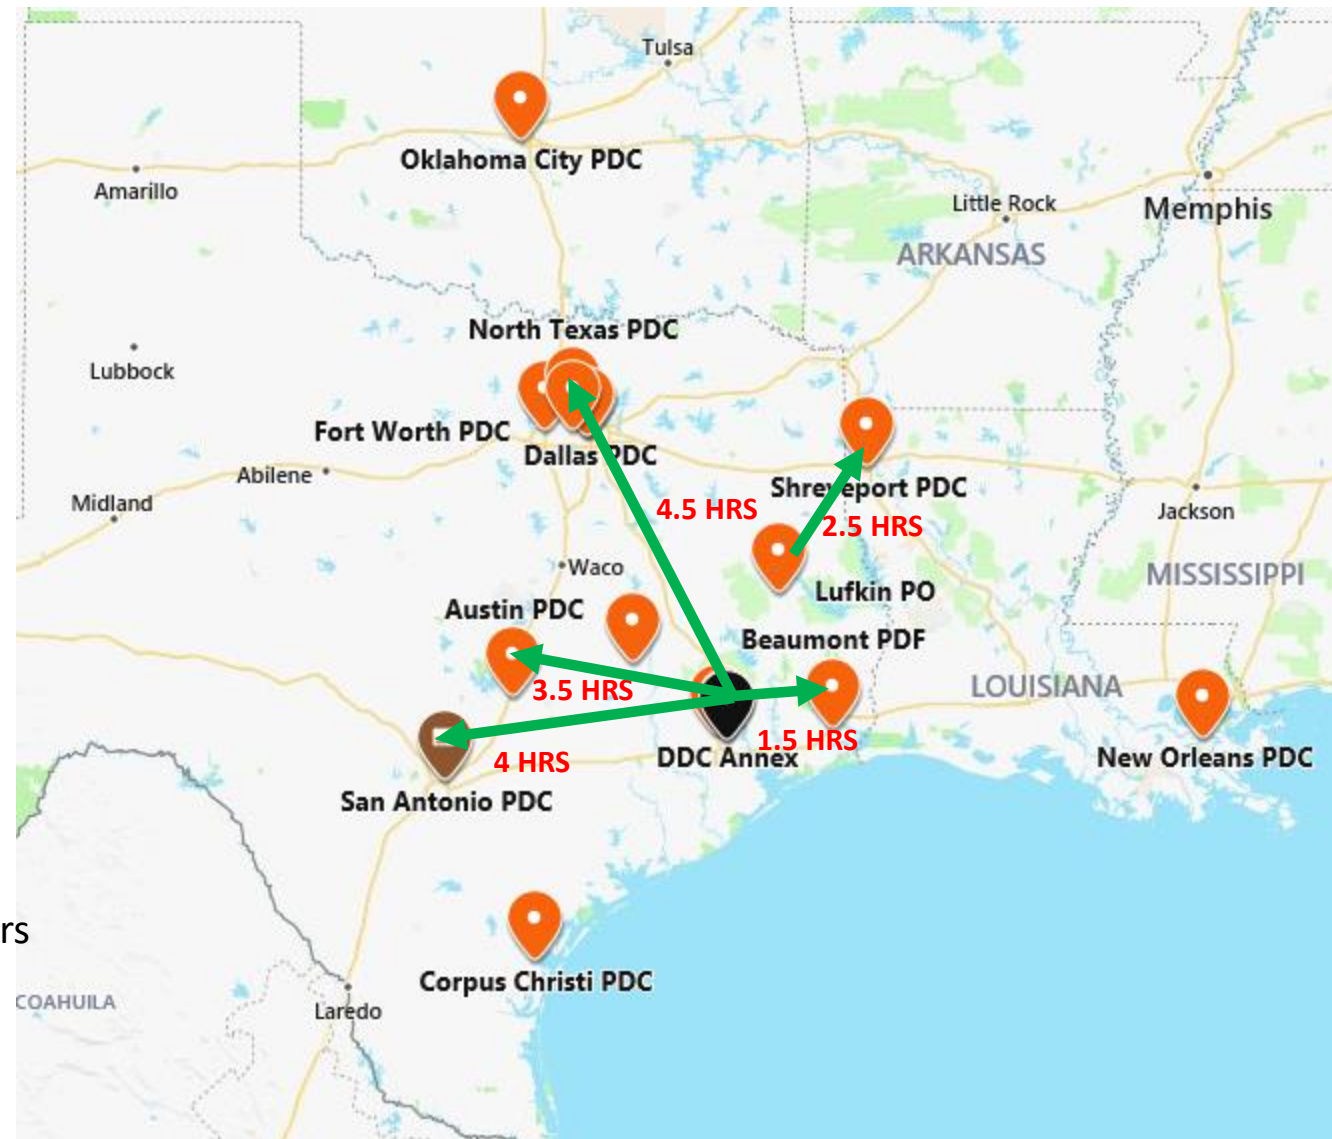 Tulsa
Oklahoma City PDC
Amarillo
Little Rock
Memphis
ARKANSAS
North Texas PDC
Lubbock
Fort Worth PDC
Dallas PDC
Abilene
Midland
Shreveport PDC
4.5 HRS
2.5 HRS
Jackson
Waco
MISSISSIPPI
Lufkin PO
Austin PDC
Beaumont PDF
3.5 HRS
LOUISIANA
1.5 HRS
DDC Annex
4 HRS
New Orleans PDC
San Antonio PDC
rs
Corpus Christi PDC
COAHUILA
Laredo